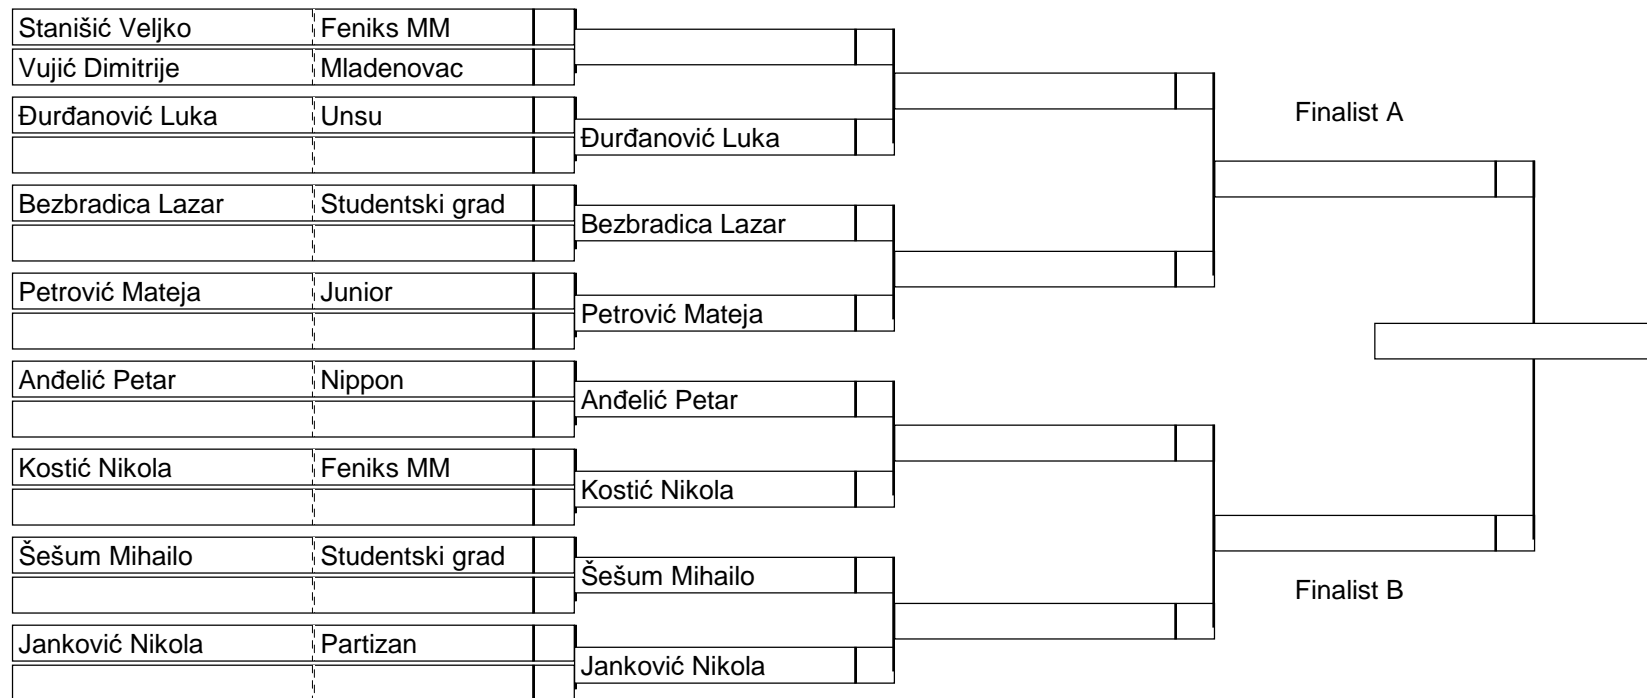 Stanišić Veljko Feniks MM
Vujić Dimitrije Mladenovac
Đurđanović Luka Unsu
Bezbradica Lazar Studentski grad
Petrović Mateja Junior
Anđelić Petar Nippon
Kostić Nikola Feniks MM
Šešum Mihailo Studentski grad
Janković Nikola Partizan
Đurđanović Luka
Bezbradica Lazar
Petrović Mateja
Anđelić Petar
Kostić Nikola
Šešum Mihailo
Janković Nikola
Finalist A
Finalist B